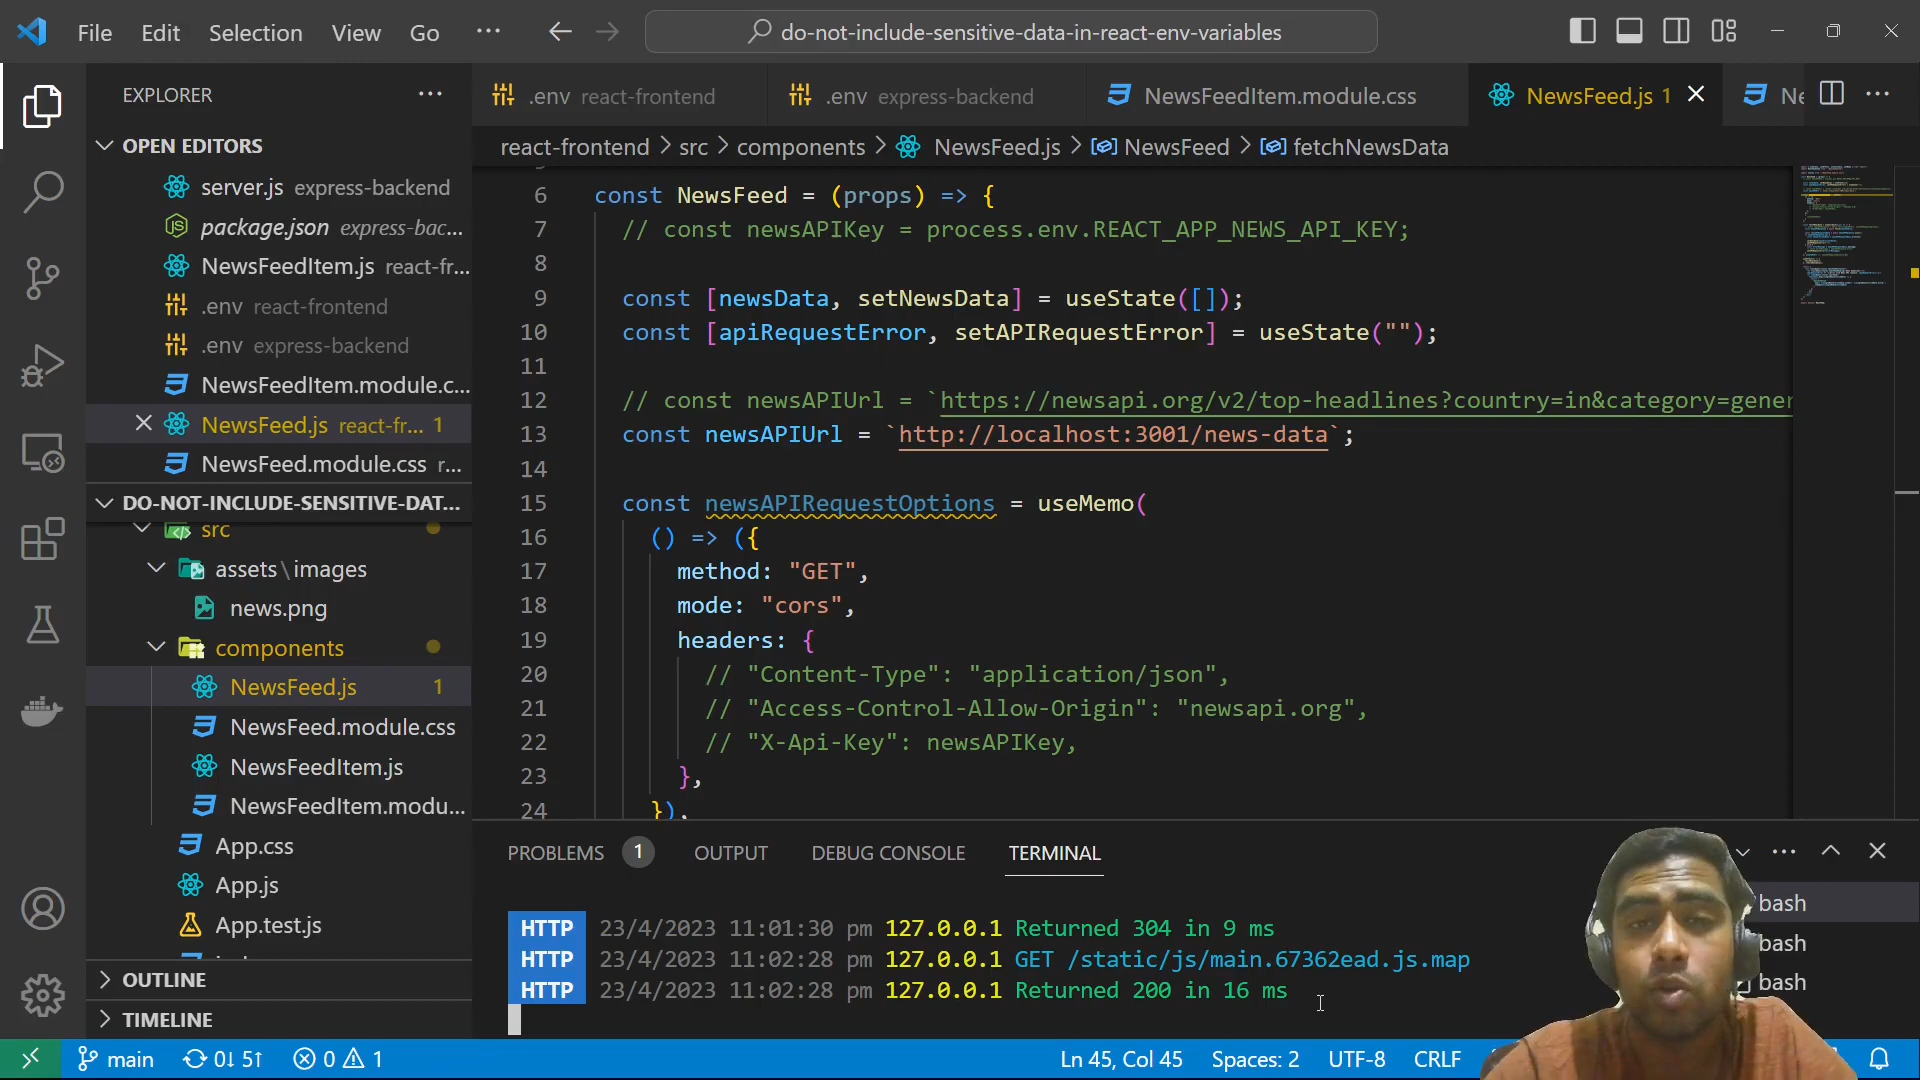 File Edit Selection View Go ··· do-not-include-sensitive-data-in-react-env-variables
EXPLORER
OPEN EDITORS
server.js express-backend
package.json express-bac...
NewsFeedItem.js react-fr...
.env react-frontend
.env express-backend
NewsFeedItem.module.c...
NewsFeed.js react-fr... 1
NewsFeed.module.css r...
DO-NOT-INCLUDE-SENSITIVE-DAT...
src
assets\images
news.png
components
NewsFeed.js 1
NewsFeed.module.css
NewsFeedItem.js
NewsFeedItem.modu...
App.css
App.js
App.test.js
OUTLINE
TIMELINE
.env react-frontend .env express-backend NewsFeedItem.module.css NewsFeed.js 1
react-frontend > src > components > NewsFeed.js > NewsFeed > fetchNewsData
6 const NewsFeed = (props) => {
7 // const newsAPIKey = process.env.REACT_APP_NEWS_API_KEY;
8
9 const [newsData, setNewsData] = useState([]);
10 const [apiRequestError, setAPIRequestError] = useState("");
11
12 // const newsAPIUrl = `https://newsapi.org/v2/top-headlines?country=in&category=gener
13 const newsAPIUrl = `http://localhost:3001/news-data`;
14
15 const newsAPIRequestOptions = useMemo(
16 () => ({
17 method: "GET",
18 mode: "cors",
19 headers: {
20 // "Content-Type": "application/json",
21 // "Access-Control-Allow-Origin": "newsapi.org",
22 // "X-Api-Key": newsAPIKey,
23 },
24 }),
PROBLEMS 1 OUTPUT DEBUG CONSOLE TERMINAL
HTTP 23/4/2023 11:01:30 pm 127.0.0.1 Returned 304 in 9 ms
HTTP 23/4/2023 11:02:28 pm 127.0.0.1 GET /static/js/main.67362ead.js.map
HTTP 23/4/2023 11:02:28 pm 127.0.0.1 Returned 200 in 16 ms
bash
bash
bash
main 0↓ 5↑ 0 1 Ln 45, Col 45 Spaces: 2 UTF-8 CRLF